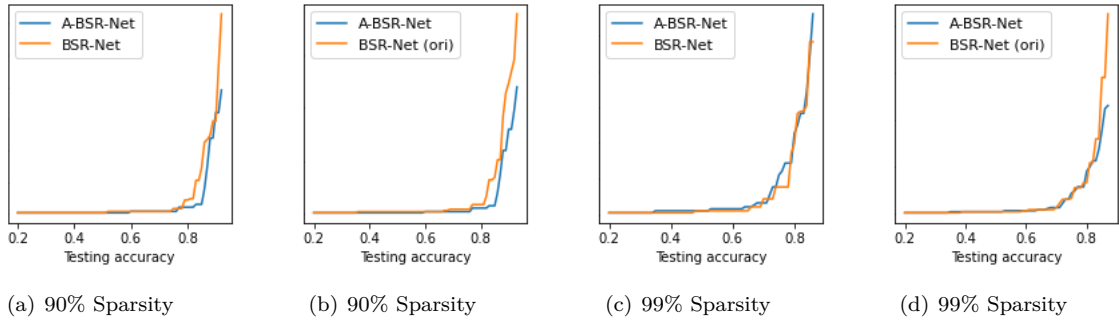 A-BSR-Net
BSR-Net
0.2 0.4 0.6 0.8
Testing accuracy
(a) 90% Sparsity
A-BSR-Net
BSR-Net (ori)
0.2 0.4 0.6 0.8
Testing accuracy
(b) 90% Sparsity
A-BSR-Net
BSR-Net
0.2 0.4 0.6 0.8
Testing accuracy
(c) 99% Sparsity
A-BSR-Net
BSR-Net (ori)
0.2 0.4 0.6 0.8
Testing accuracy
(d) 99% Sparsity